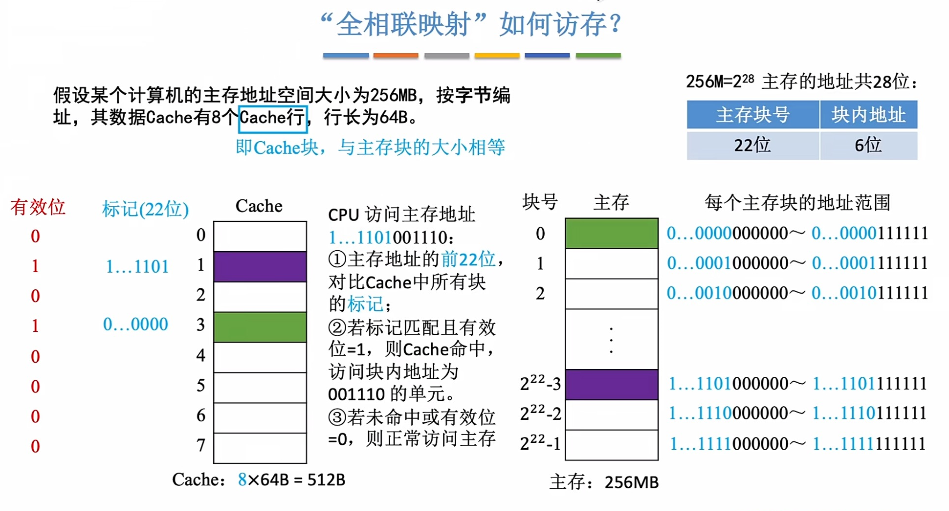 “全相联映射”如何访存？
假设某个计算机的主存地址空间大小为256MB，按字节编
址，其数据Cache有8个Cache行，行长为64B。
即Cache块，与主存块的大小相等
256M=2²⁸ 主存的地址共28位：
主存块号 块内地址
22位 6位
有效位 标记(22位) Cache
0 0
1 1…1101 1
0 2
1 0…0000 3
0 4
0 5
0 6
0 7
Cache：8×64B = 512B
CPU 访问主存地址
1…1101001110：
①主存地址的前22位，
对比Cache中所有块
的标记；
②若标记匹配且有效
位=1，则Cache命中，
访问块内地址为
001110 的单元。
③若未命中或有效位
=0，则正常访问主存
块号 主存 每个主存块的地址范围
0 0…0000000000～ 0…0000111111
1 0…0001000000～ 0…0001111111
2 0…0010000000～ 0…0010111111
⋮
2²²-3 1…1101000000～ 1…1101111111
2²²-2 1…1110000000～ 1…1110111111
2²²-1 1…1111000000～ 1…1111111111
主存：256MB